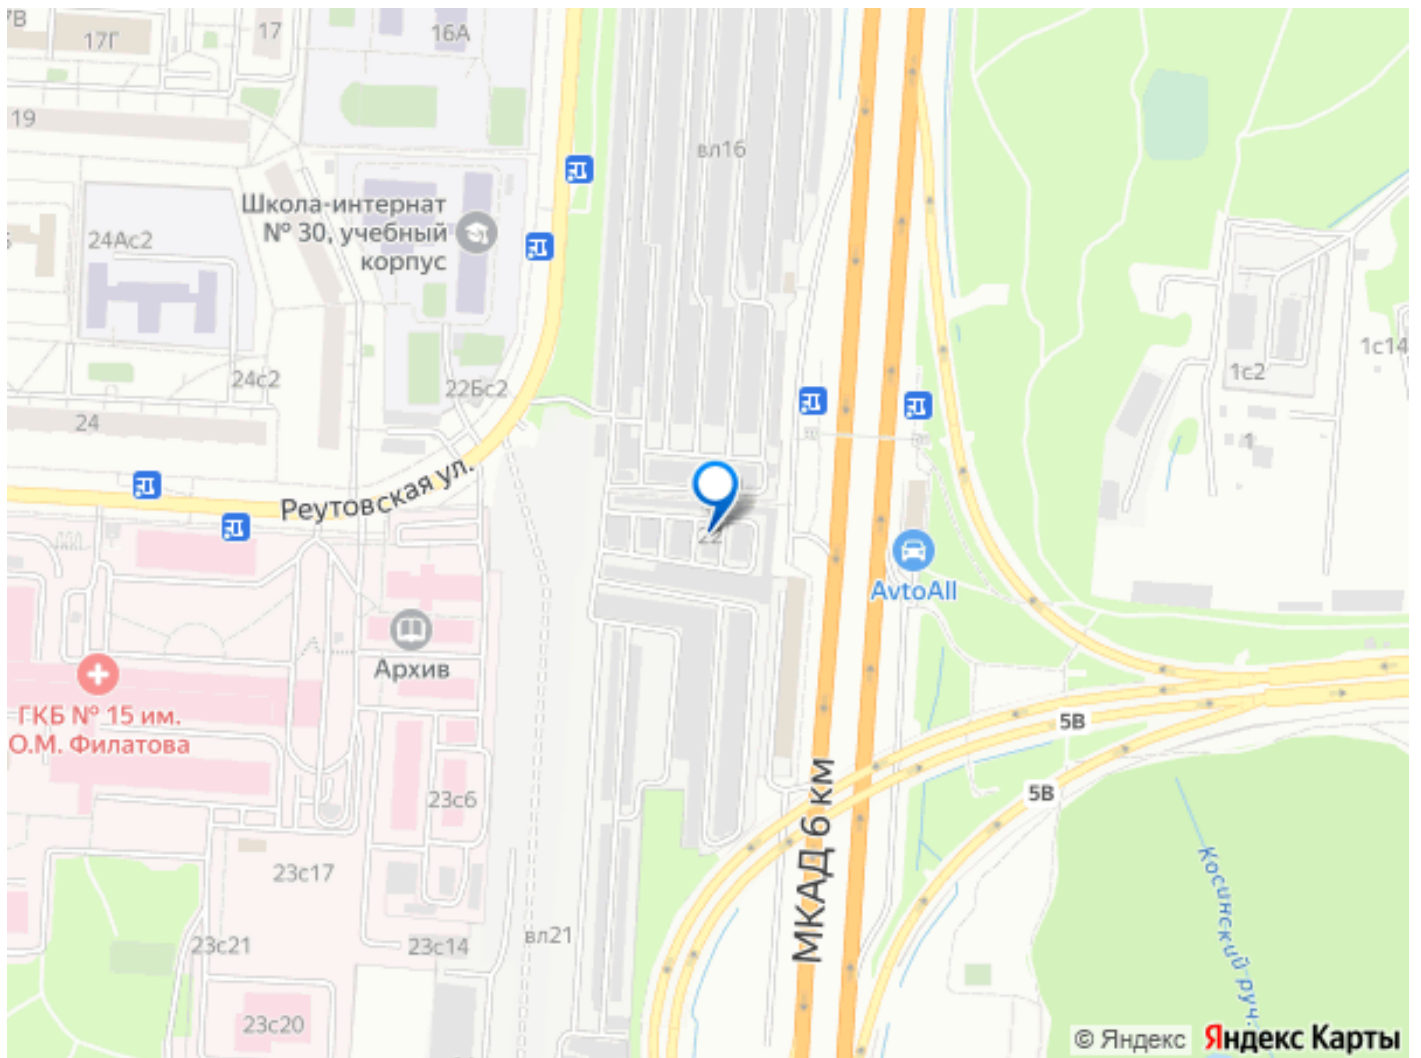 7В
17Г
17
16А
19
вл16
Школа-интернат
№ 30, учебный
корпус
24Ас2
1с14
1с2
24с2
22Бс2
24
1
Реутовская ул.
22
AvtoAll
Архив
ГКБ № 15 им.
О.М. Филатова
5В
5В
МКАД 6 км
23с6
23с17
Косинский руч.
23с21
23с14
вл21
23с20
© Яндекс Яндекс Карты